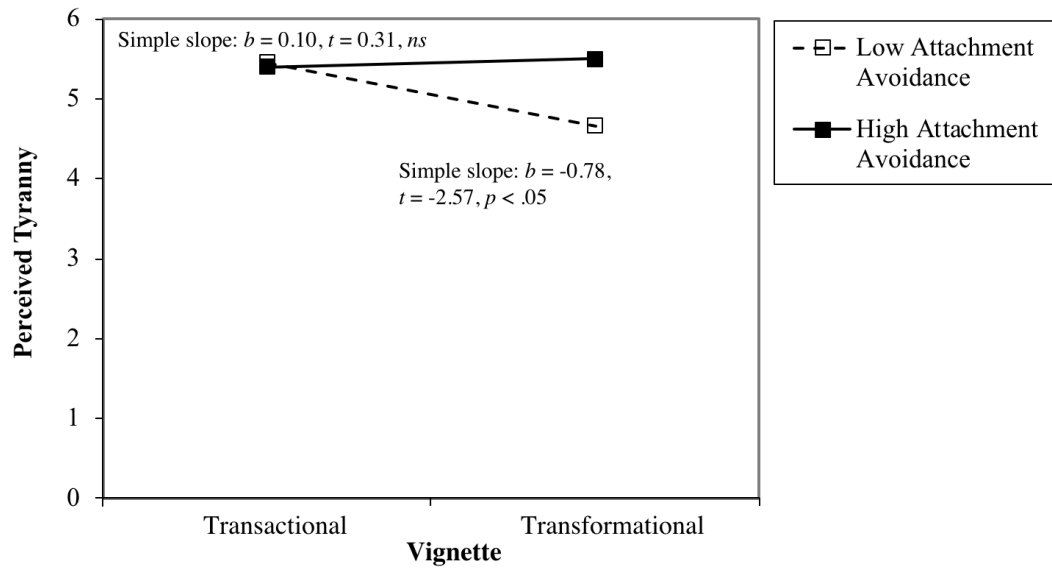 6
Simple slope: b = 0.10, t = 0.31, ns
5
4
3
2
1
0
Perceived Tyranny
Simple slope: b = -0.78,
t = -2.57, p < .05
Transactional
Transformational
Vignette
Low Attachment
Avoidance
High Attachment
Avoidance